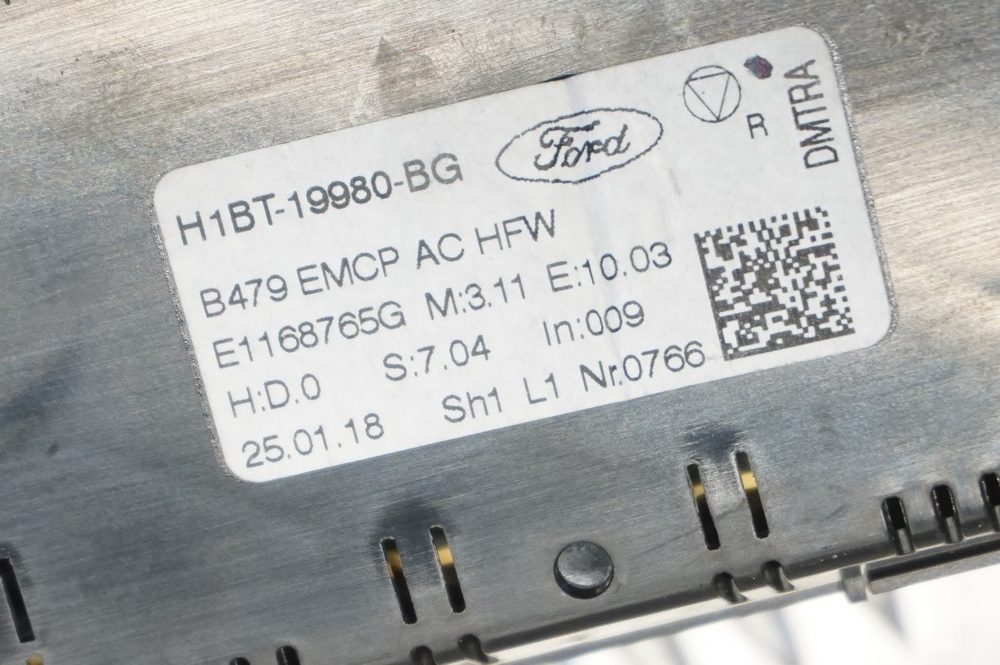 Ford
R
DMTRA
H1BT-19980-BG
B479 EMCP AC HFW
E1168765G M:3.11 E:10.03
H:D.0 S:7.04 In:009
25.01.18 Sh1 L1 Nr.0766